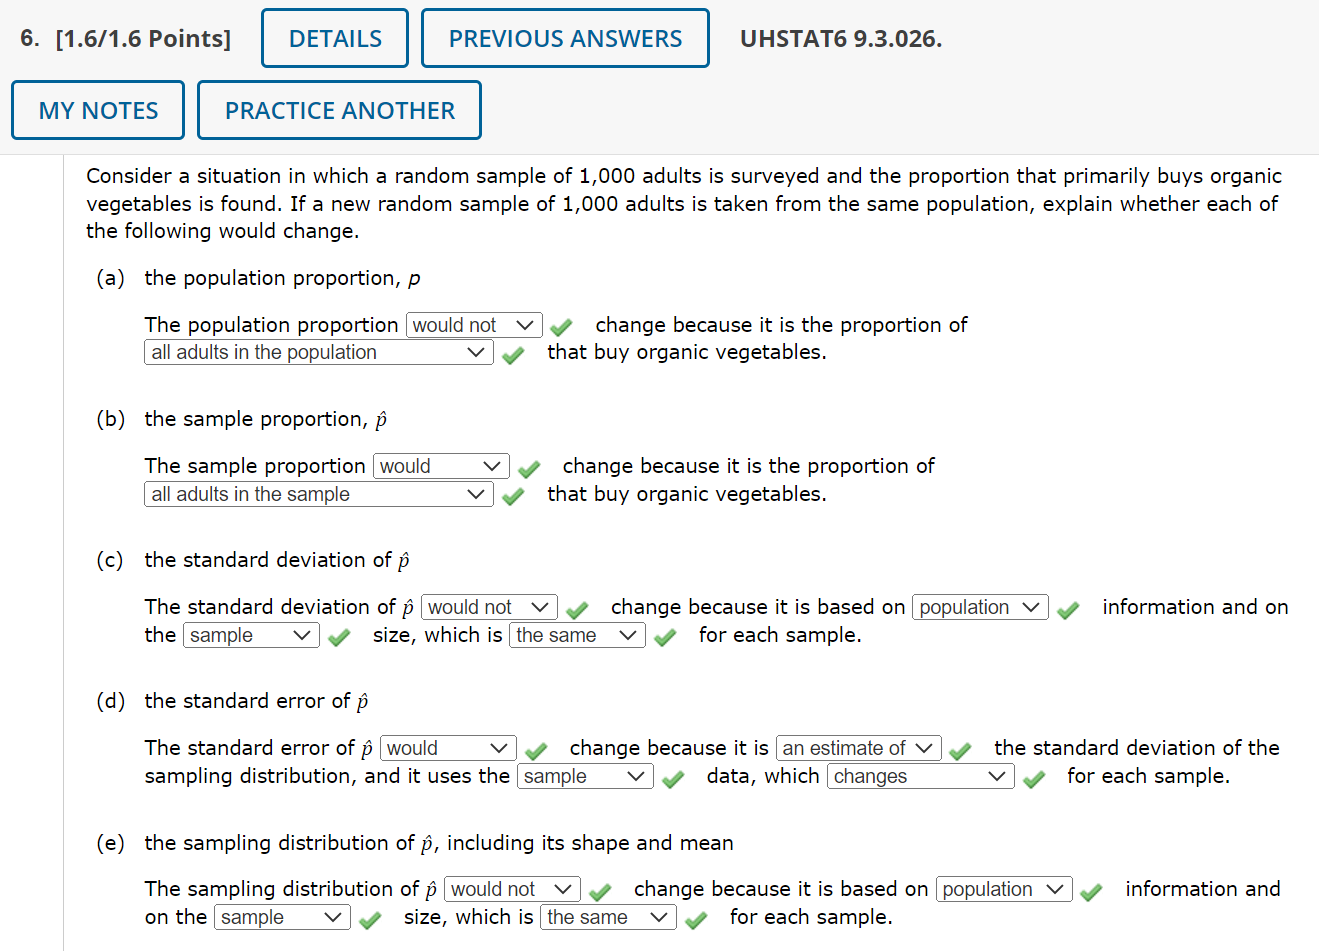 6. [1.6/1.6 Points] DETAILS PREVIOUS ANSWERS UHSTAT6 9.3.026.
MY NOTES PRACTICE ANOTHER
Consider a situation in which a random sample of 1,000 adults is surveyed and the proportion that primarily buys organic
vegetables is found. If a new random sample of 1,000 adults is taken from the same population, explain whether each of
the following would change.
(a) the population proportion, p
The population proportion would not change because it is the proportion of
all adults in the population that buy organic vegetables.
(b) the sample proportion, p̂
The sample proportion would change because it is the proportion of
all adults in the sample that buy organic vegetables.
(c) the standard deviation of p̂
The standard deviation of p̂ would not change because it is based on population information and on
the sample size, which is the same for each sample.
(d) the standard error of p̂
The standard error of p̂ would change because it is an estimate of the standard deviation of the
sampling distribution, and it uses the sample data, which changes for each sample.
(e) the sampling distribution of p̂, including its shape and mean
The sampling distribution of p̂ would not change because it is based on population information and
on the sample size, which is the same for each sample.